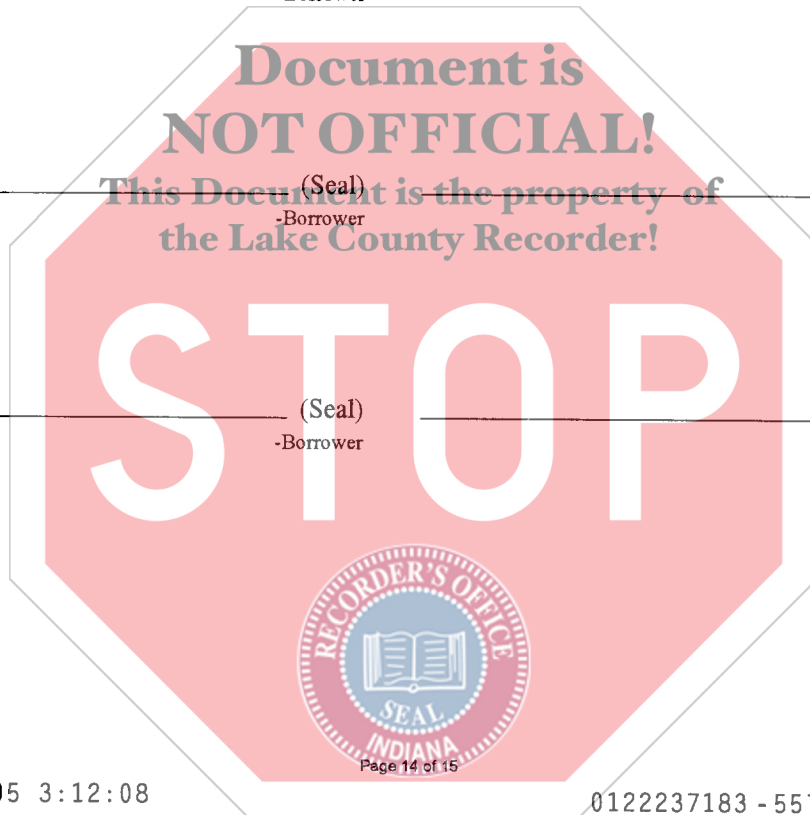 Document is
NOT OFFICIAL!
This Document is the property of
the Lake County Recorder!
(Seal)
-Borrower
STOP
(Seal)
-Borrower
RECORDER'S OFFICE
SEAL
INDIANA
Page 14 of 15
3:12:08
0122237183 - 55